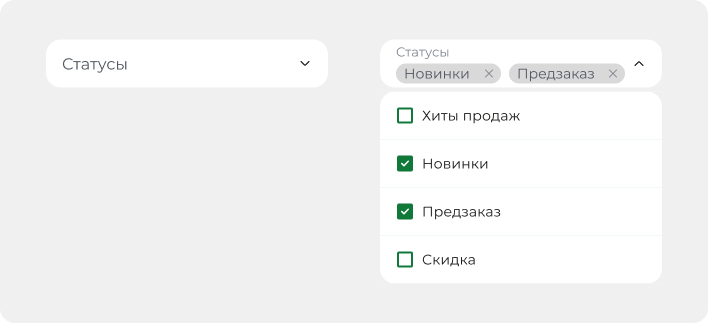 Статусы
Статусы
Новинки Предзаказ
Хиты продаж
Новинки
Предзаказ
Скидка